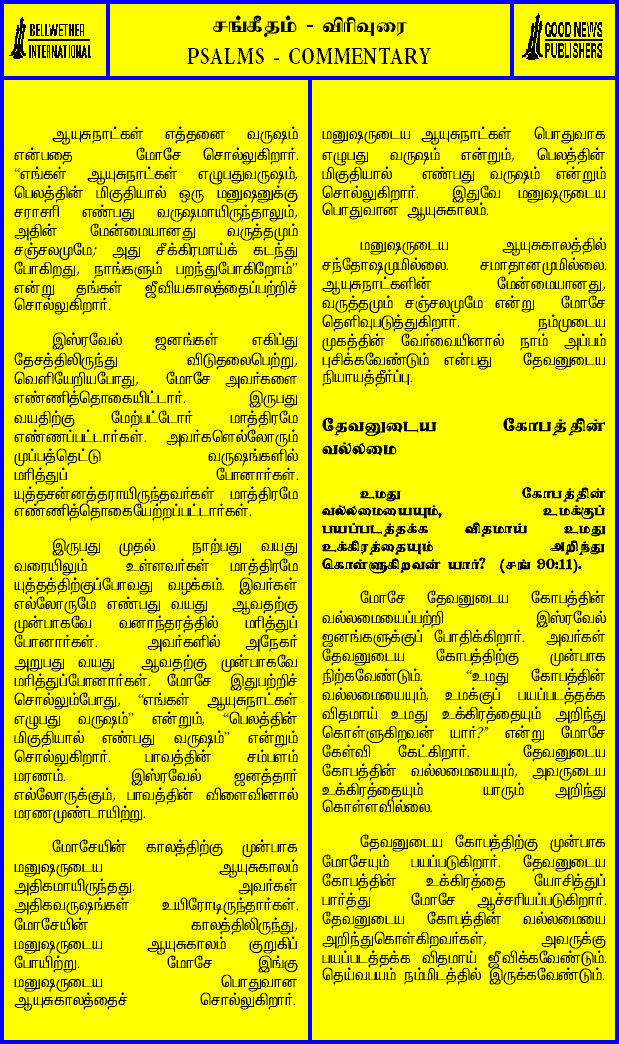 BELLWETHER
INTERNATIONAL
சங்கீதம் - விரிவுரை
PSALMS - COMMENTARY
GOOD NEWS
PUBLISHERS
ஆயுசுநாட்கள் எத்தனை வருஷம்
என்பதை மோசே சொல்லுகிறார்.
“எங்கள் ஆயுசுநாட்கள் எழுபதுவருஷம்,
பெலத்தின் மிகுதியால் ஒரு மனுஷனுக்கு
சராசரி எண்பது வருஷமாயிருந்தாலும்,
அதின் மேன்மையானது வருத்தமும்
சஞ்சலமுமே; அது சீக்கிரமாய்க் கடந்து
போகிறது, நாங்களும் பறந்துபோகிறோம்”
என்று தங்கள் ஜீவியகாலத்தைப்பற்றிச்
சொல்லுகிறார்.
இஸ்ரவேல் ஜனங்கள் எகிப்து
தேசத்திலிருந்து விடுதலைபெற்று,
வெளியேறியபோது, மோசே அவர்களை
எண்ணித்தொகையிட்டார். இருபது
வயதிற்கு மேற்பட்டோர் மாத்திரமே
எண்ணப்பட்டார்கள். அவர்களெல்லோரும்
முப்பத்தெட்டு வருஷங்களில்
மரித்துப் போனார்கள்.
யுத்தசன்னத்தராயிருந்தவர்கள் மாத்திரமே
எண்ணித்தொகையேற்றப்பட்டார்கள்.
இருபது முதல் நாற்பது வயது
வரையிலும் உள்ளவர்கள் மாத்திரமே
யுத்தத்திற்குப்போவது வழக்கம். இவர்கள்
எல்லோருமே எண்பது வயது ஆவதற்கு
முன்பாகவே வனாந்தரத்தில் மரித்துப்
போனார்கள். அவர்களில் அநேகர்
அறுபது வயது ஆவதற்கு முன்பாகவே
மரித்துப்போனார்கள். மோசே இதுபற்றிச்
சொல்லும்போது, “எங்கள் ஆயுசுநாட்கள்
எழுபது வருஷம்” என்றும், “பெலத்தின்
மிகுதியால் எண்பது வருஷம்” என்றும்
சொல்லுகிறார். பாவத்தின் சம்பளம்
மரணம். இஸ்ரவேல் ஜனத்தார்
எல்லோருக்கும், பாவத்தின் விளைவினால்
மரணமுண்டாயிற்று.
மோசேயின் காலத்திற்கு முன்பாக
மனுஷருடைய ஆயுசுகாலம்
அதிகமாயிருந்தது. அவர்கள்
அதிகவருஷங்கள் உயிரோடிருந்தார்கள்.
மோசேயின் காலத்திலிருந்து,
மனுஷருடைய ஆயுசுகாலம் குறுகிப்
போயிற்று. மோசே இங்கு
மனுஷருடைய பொதுவான
ஆயுசுகாலத்தைச் சொல்லுகிறார்.
மனுஷருடைய ஆயுசுநாட்கள் பொதுவாக
எழுபது வருஷம் என்றும், பெலத்தின்
மிகுதியால் எண்பது வருஷம் என்றும்
சொல்லுகிறார். இதுவே மனுஷருடைய
பொதுவான ஆயுசுகாலம்.
மனுஷருடைய ஆயுசுகாலத்தில்
சந்தோஷமுமில்லை. சமாதானமுமில்லை.
ஆயுசுநாட்களின் மேன்மையானது,
வருத்தமும் சஞ்சலமுமே என்று மோசே
தெளிவுபடுத்துகிறார். நம்முடைய
முகத்தின் வேர்வையினால் நாம் அப்பம்
புசிக்கவேண்டும் என்பது தேவனுடைய
நியாயத்தீர்ப்பு.
தேவனுடைய கோபத்தின்
வல்லமை
உமது கோபத்தின்
வல்லமையையும், உமக்குப்
பயப்படத்தக்க விதமாய் உமது
உக்கிரத்தையும் அறிந்து
கொள்ளுகிறவன் யார்? (சங் 90:11).
மோசே தேவனுடைய கோபத்தின்
வல்லமையைப்பற்றி இஸ்ரவேல்
ஜனங்களுக்குப் போதிக்கிறார். அவர்கள்
தேவனுடைய கோபத்திற்கு முன்பாக
நிற்கவேண்டும். “உமது கோபத்தின்
வல்லமையையும், உமக்குப் பயப்படத்தக்க
விதமாய் உமது உக்கிரத்தையும் அறிந்து
கொள்ளுகிறவன் யார்?” என்று மோசே
கேள்வி கேட்கிறார். தேவனுடைய
கோபத்தின் வல்லமையையும், அவருடைய
உக்கிரத்தையும் யாரும் அறிந்து
கொள்ளவில்லை.
தேவனுடைய கோபத்திற்கு முன்பாக
மோசேயும் பயப்படுகிறார். தேவனுடைய
கோபத்தின் உக்கிரத்தை யோசித்துப்
பார்த்து மோசே ஆச்சரியப்படுகிறார்.
தேவனுடைய கோபத்தின் வல்லமையை
அறிந்துகொள்கிறவர்கள், அவருக்கு
பயப்படத்தக்க விதமாய் ஜீவிக்கவேண்டும்.
தெய்வபயம் நம்மிடத்தில் இருக்கவேண்டும்.